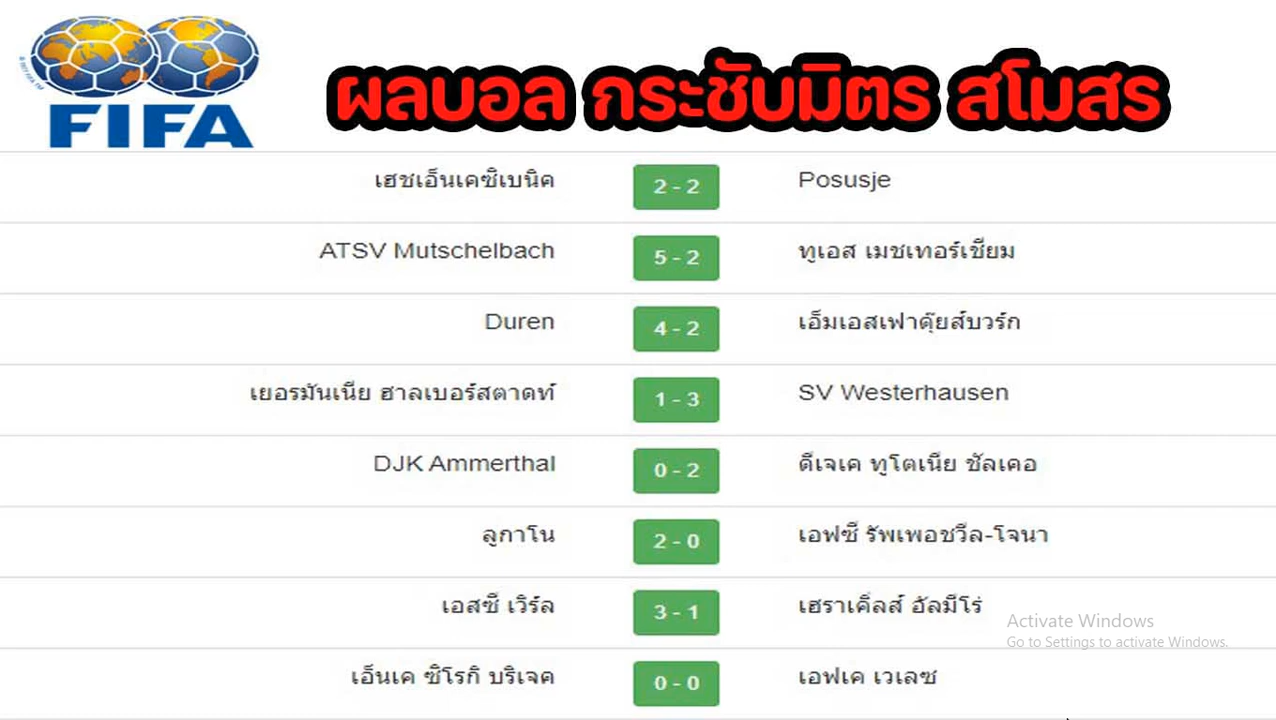 FIFA
ผลบอล กระชับมิตร สโมสร
เฮชเอ็นเคซิเบนิค 2 - 2 Posusje
ATSV Mutschelbach 5 - 2 ทูเอส เมชเทอร์เชียม
Duren 4 - 2 เอ็มเอสเฟาดุ๊ยส์บวร์ก
เยอรมันเนีย ฮาลเบอร์สตาดท์ 1 - 3 SV Westerhausen
DJK Ammerthal 0 - 2 ดีเจเค ทูโตเนีย ชัลเคอ
ลูกาโน 2 - 0 เอฟซี รัพเพอชวีล-โจนา
เอสซี เวิร์ล 3 - 1 เฮราเคิ่ลส์ อัลมีโร่
Activate Windows
Go to Settings to activate Windows.
เอ็นเค ซิโรกิ บริเจค 0 - 0 เอฟเค เวเลซ